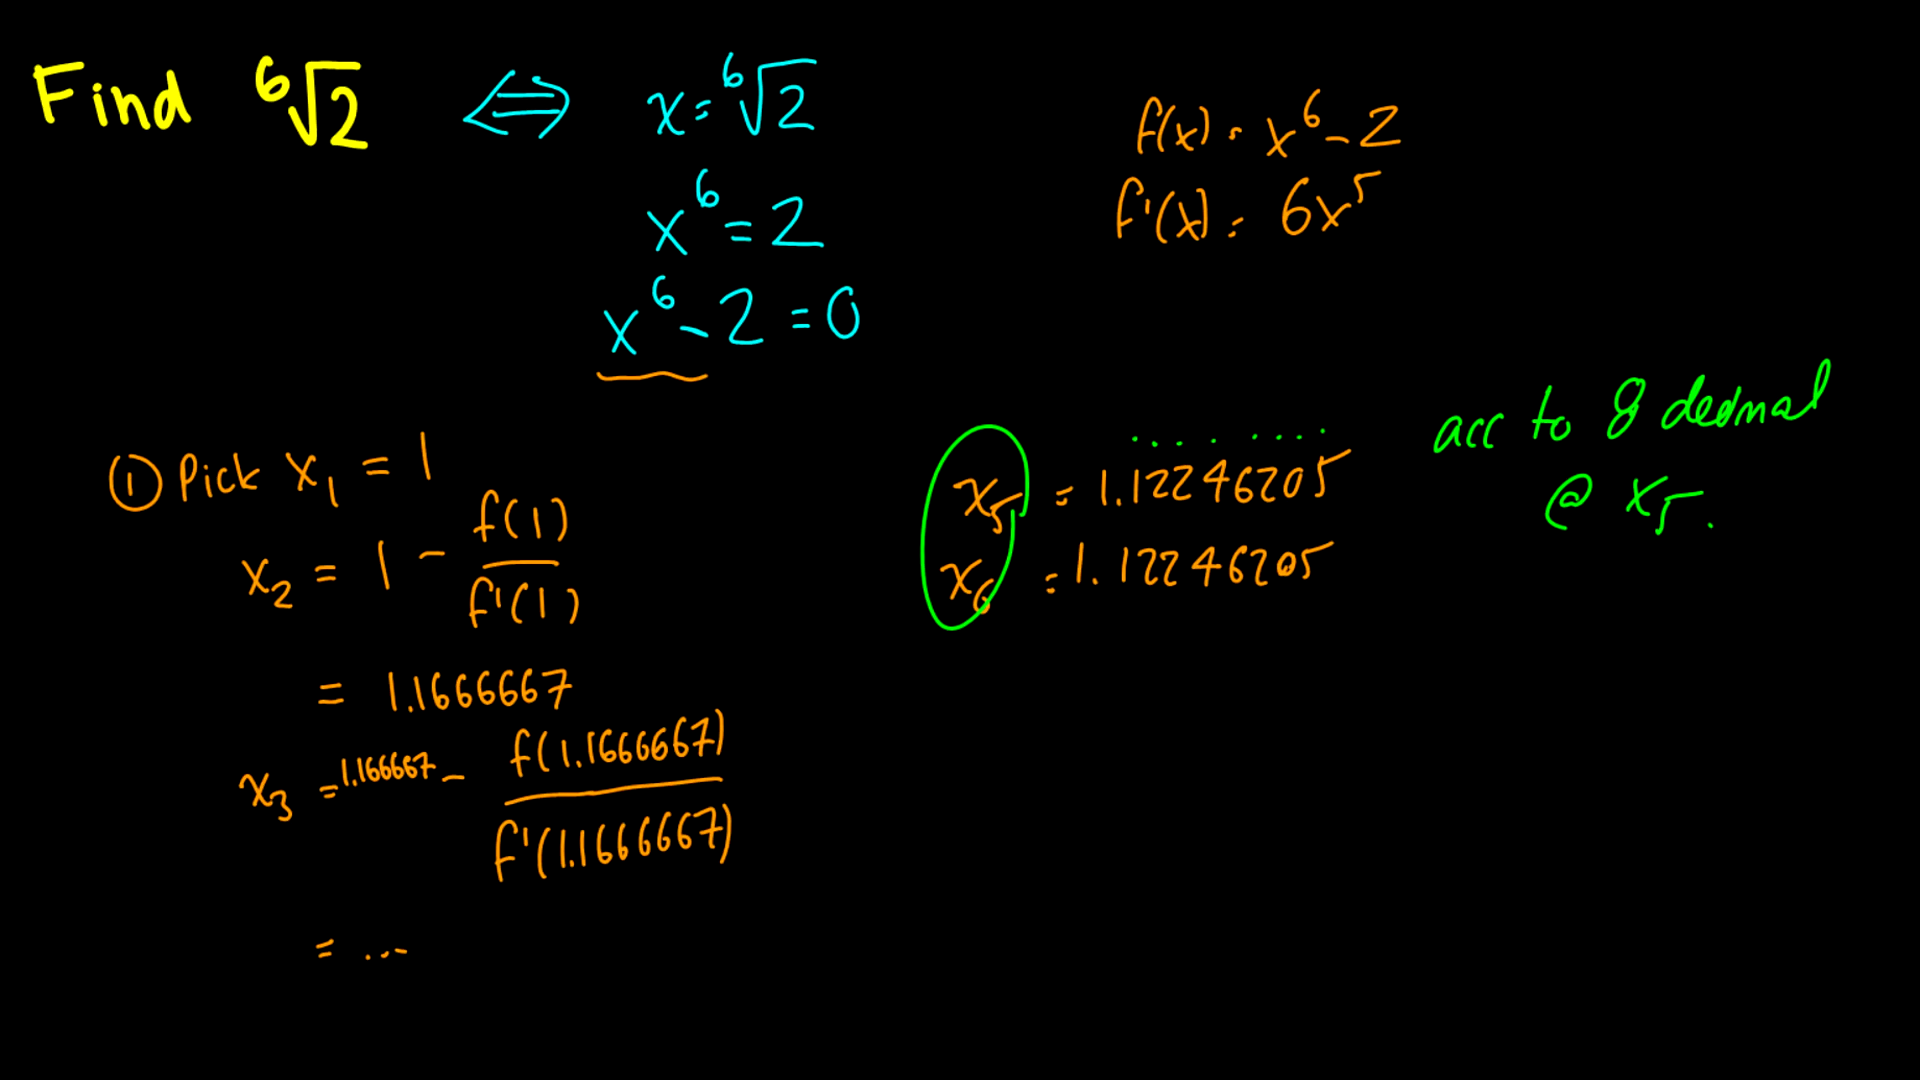 Find ⁶√2 ⟺ x = ⁶√2
x⁶ = 2
x⁶ - 2 = 0
f(x) = x⁶ - 2
f'(x) = 6x⁵
① Pick x₁ = 1
x₂ = 1 - f(1)/f'(1)
= 1.1666667
x₃ = 1.166667 - f(1.1666667)/f'(1.1666667)
= ...
x₅ = 1.12246205
x₆ = 1.12246205
acc to 8 decimal
@ x₅.